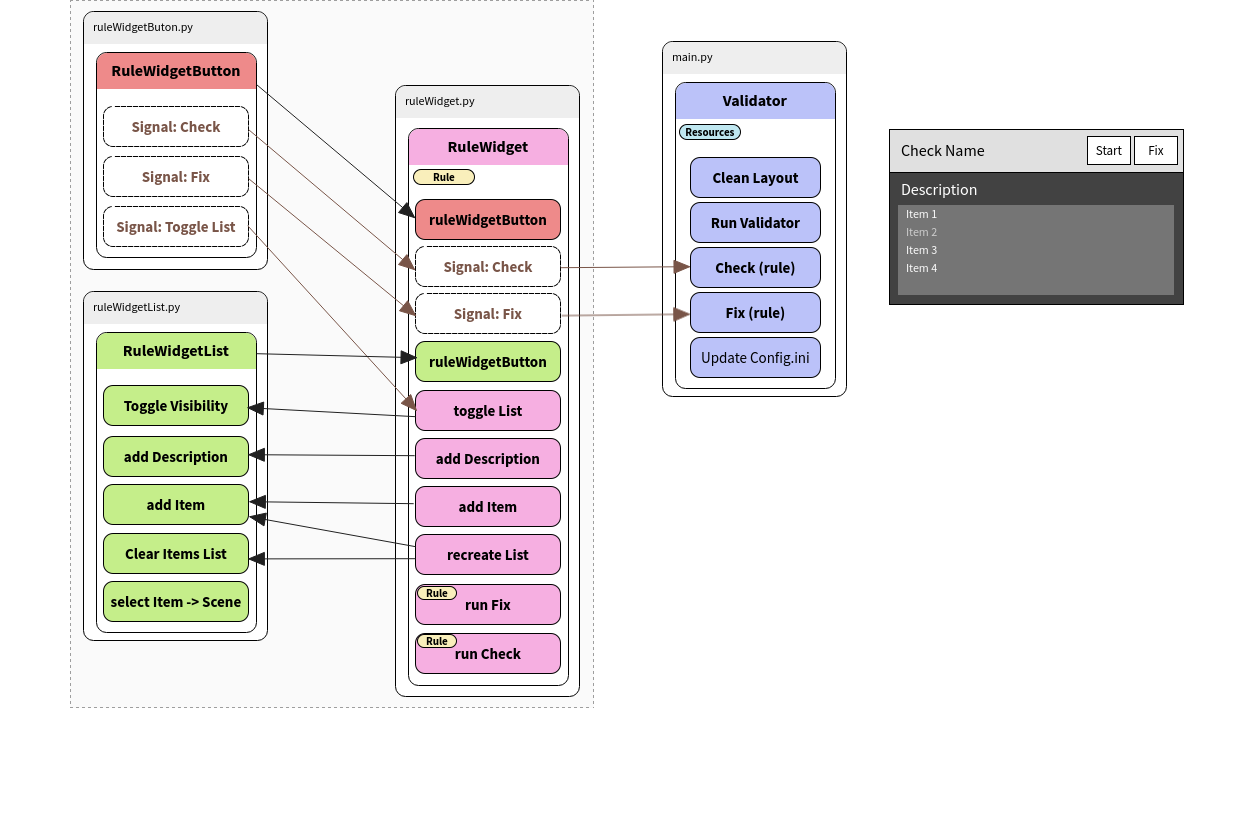 ruleWidgetButon.py
RuleWidgetButton
Signal: Check
Signal: Fix
Signal: Toggle List
ruleWidgetList.py
RuleWidgetList
Toggle Visibility
add Description
add Item
Clear Items List
select Item -> Scene
ruleWidget.py
RuleWidget
Rule
ruleWidgetButton
Signal: Check
Signal: Fix
ruleWidgetButton
toggle List
add Description
add Item
recreate List
Rule
run Fix
Rule
run Check
main.py
Validator
Resources
Clean Layout
Run Validator
Check (rule)
Fix (rule)
Update Config.ini
Check Name
Start
Fix
Description
Item 1
Item 2
Item 3
Item 4